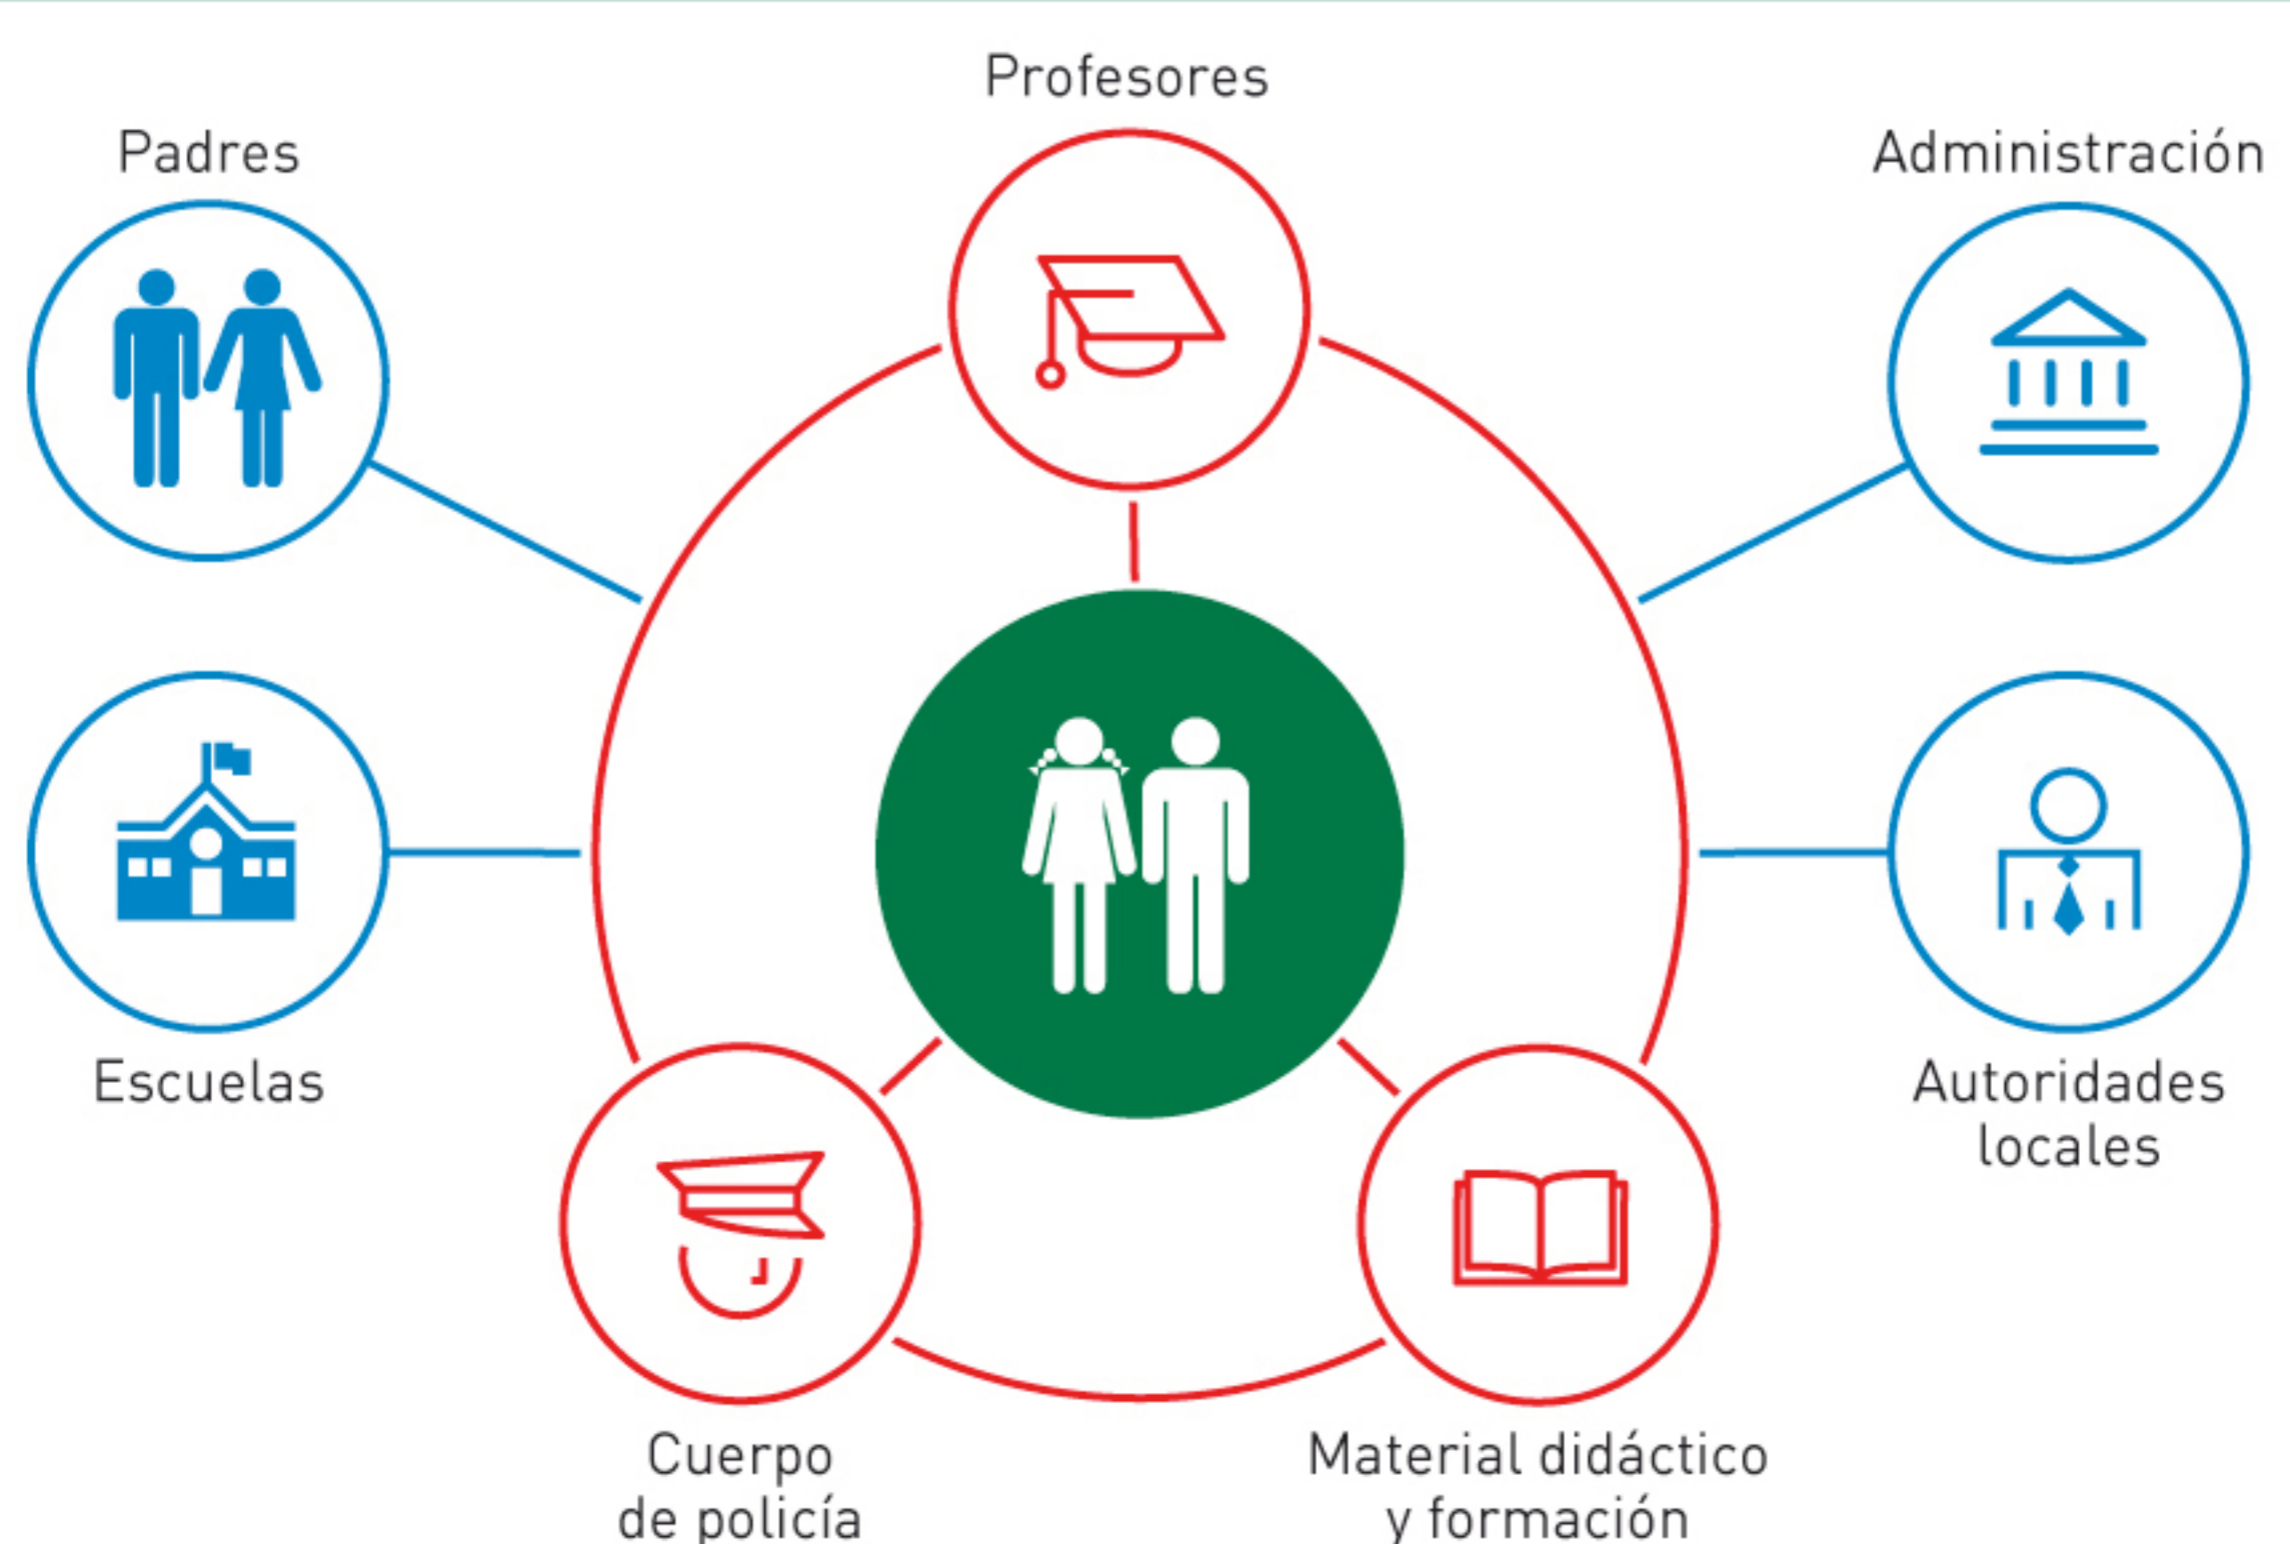 Profesores
Padres
Administración
Escuelas
Autoridades
locales
Cuerpo
de policía
Material didáctico
y formación